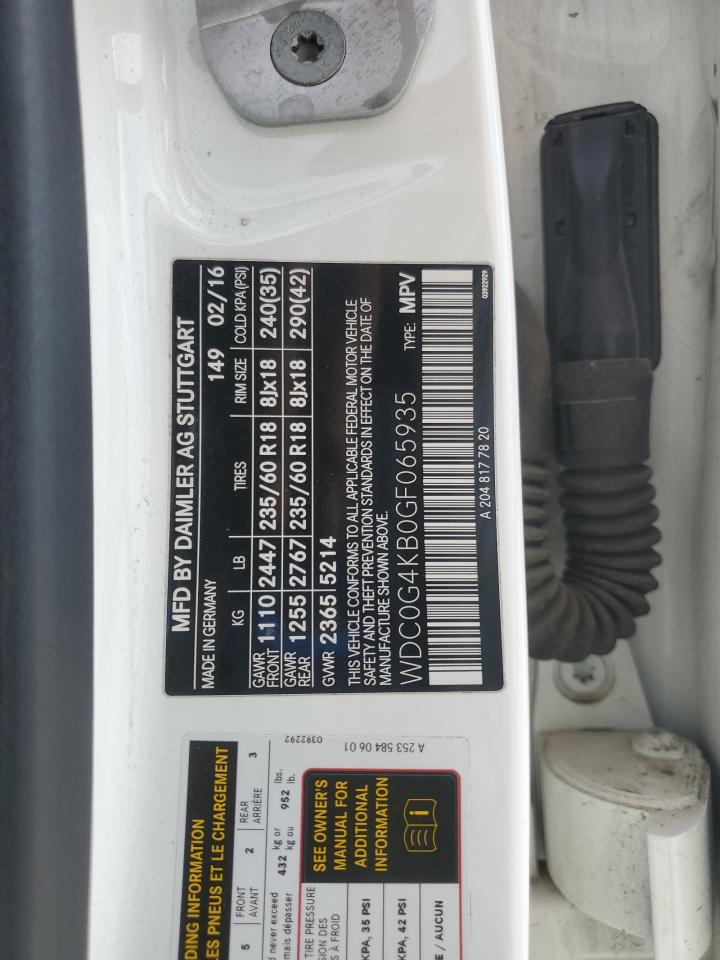 MFD BY DAIMLER AG STUTTGART
MADE IN GERMANY 149 02/16
KG LB TIRES RIM SIZE COLD KPA (PSI)
GAWR FRONT 1110 2447 235/60 R18 8Jx18 240(35)
GAWR REAR 1255 2767 235/60 R18 8Jx18 290(42)
GVWR 2365 5214
THIS VEHICLE CONFORMS TO ALL APPLICABLE FEDERAL MOTOR VEHICLE
SAFETY AND THEFT PREVENTION STANDARDS IN EFFECT ON THE DATE OF
MANUFACTURE SHOWN ABOVE. TYPE: MPV
WDC0G4KB0GF065935
A 204 817 78 20 03922929
DING INFORMATION
LES PNEUS ET LE CHARGEMENT
5 FRONT AVANT 2 REAR ARRIÈRE 3
d never exceed 432 kg or 952 lbs.
mais dépasser kg ou lb.
0392292
A 253 584 06 01
SEE OWNER'S
MANUAL FOR
ADDITIONAL
INFORMATION
TIRE PRESSURE
SION DES
S À FROID
KPA, 35 PSI
KPA, 42 PSI
E / AUCUN